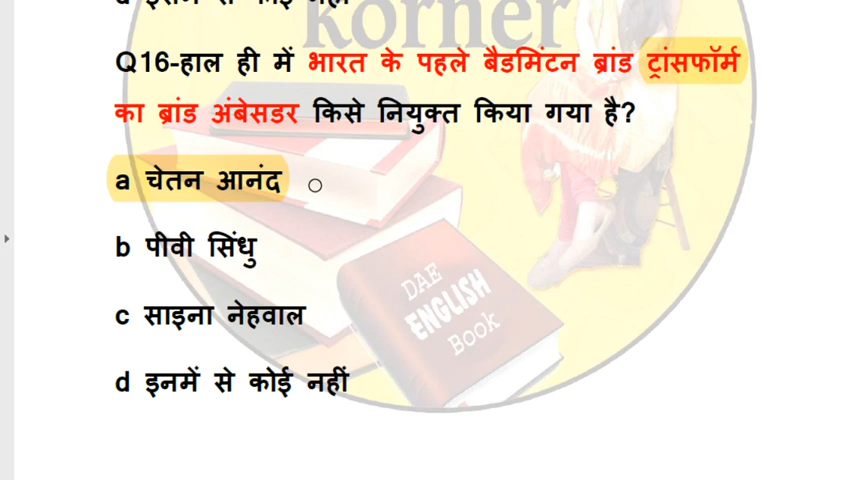 korner
Q16-हाल ही में भारत के पहले बैडमिंटन ब्रांड ट्रांसफॉर्म
का ब्रांड अंबेसडर किसे नियुक्त किया गया है?
a चेतन आनंद
b पीवी सिंधु
c साइना नेहवाल
DAE
ENGLISH
Book
d इनमें से कोई नहीं